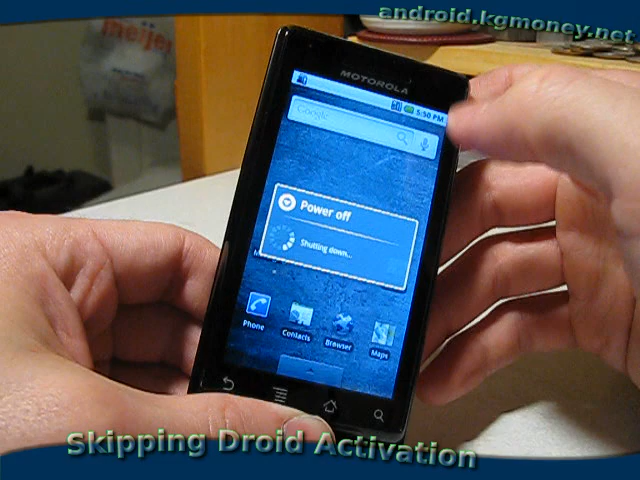 android.kgmoney.net
meijer
MOTOROLA
5:50 PM
Google
Power off
Shutting down...
Phone
Contacts
Browser
Maps
Skipping Droid Activation